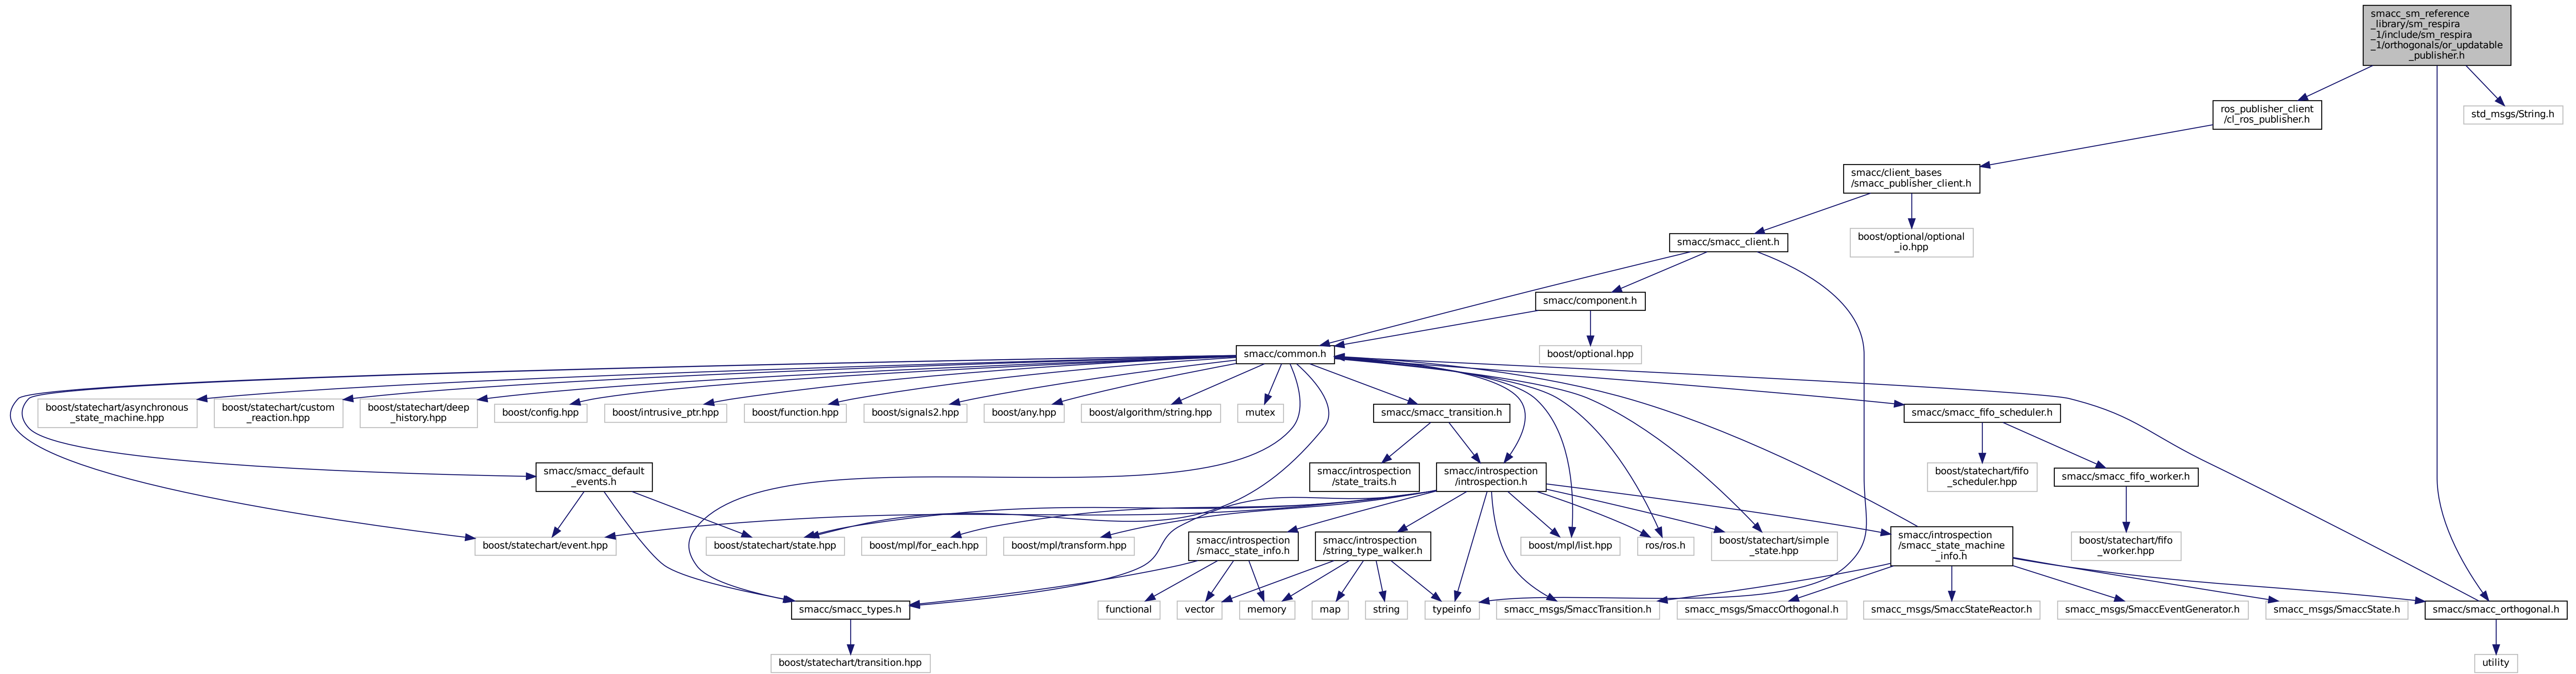 smacc_sm_reference
_library/sm_respira
_1/include/sm_respira
_1/orthogonals/or_updatable
_publisher.h
ros_publisher_client
/cl_ros_publisher.h
std_msgs/String.h
smacc/client_bases
/smacc_publisher_client.h
smacc/smacc_client.h
boost/optional/optional
_io.hpp
smacc/component.h
smacc/common.h
boost/optional.hpp
boost/statechart/asynchronous
_state_machine.hpp
boost/statechart/custom
_reaction.hpp
boost/statechart/deep
_history.hpp
boost/config.hpp
boost/intrusive_ptr.hpp
boost/function.hpp
boost/signals2.hpp
boost/any.hpp
boost/algorithm/string.hpp
mutex
smacc/smacc_transition.h
smacc/smacc_fifo_scheduler.h
smacc/smacc_default
_events.h
smacc/introspection
/state_traits.h
smacc/introspection
/introspection.h
boost/statechart/fifo
_scheduler.hpp
smacc/smacc_fifo_worker.h
boost/statechart/event.hpp
boost/statechart/state.hpp
boost/mpl/for_each.hpp
boost/mpl/transform.hpp
smacc/introspection
/smacc_state_info.h
smacc/introspection
/string_type_walker.h
boost/mpl/list.hpp
ros/ros.h
boost/statechart/simple
_state.hpp
smacc/introspection
/smacc_state_machine
_info.h
boost/statechart/fifo
_worker.hpp
smacc/smacc_types.h
functional
vector
memory
map
string
typeinfo
smacc_msgs/SmaccTransition.h
smacc_msgs/SmaccOrthogonal.h
smacc_msgs/SmaccStateReactor.h
smacc_msgs/SmaccEventGenerator.h
smacc_msgs/SmaccState.h
smacc/smacc_orthogonal.h
boost/statechart/transition.hpp
utility